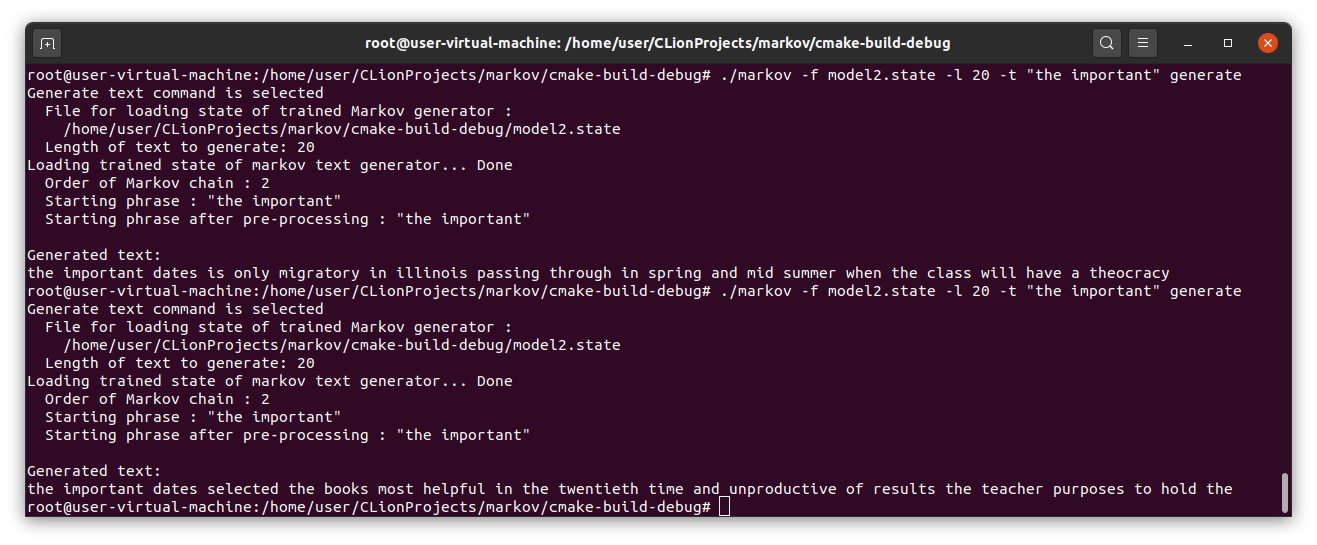 root@user-virtual-machine: /home/user/CLionProjects/markov/cmake-build-debug
root@user-virtual-machine:/home/user/CLionProjects/markov/cmake-build-debug# ./markov -f model2.state -l 20 -t "the important" generate
Generate text command is selected
  File for loading state of trained Markov generator :
    /home/user/CLionProjects/markov/cmake-build-debug/model2.state
  Length of text to generate: 20
Loading trained state of markov text generator... Done
  Order of Markov chain : 2
  Starting phrase : "the important"
  Starting phrase after pre-processing : "the important"

Generated text:
the important dates is only migratory in illinois passing through in spring and mid summer when the class will have a theocracy
root@user-virtual-machine:/home/user/CLionProjects/markov/cmake-build-debug# ./markov -f model2.state -l 20 -t "the important" generate
Generate text command is selected
  File for loading state of trained Markov generator :
    /home/user/CLionProjects/markov/cmake-build-debug/model2.state
  Length of text to generate: 20
Loading trained state of markov text generator... Done
  Order of Markov chain : 2
  Starting phrase : "the important"
  Starting phrase after pre-processing : "the important"

Generated text:
the important dates selected the books most helpful in the twentieth time and unproductive of results the teacher purposes to hold the
root@user-virtual-machine:/home/user/CLionProjects/markov/cmake-build-debug#